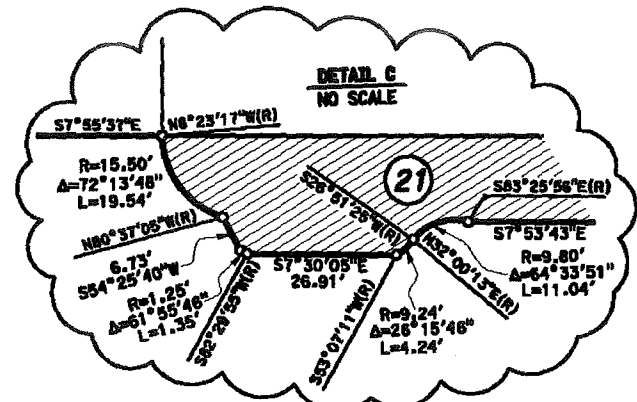 DETAIL C
NO SCALE
S7°55'37"E
N6°23'17"W(R)
R=15.50'
Δ=72°13'48"
L=19.54'
21
S26°51'26"W(R)
S83°25'56"E(R)
N80°37'05"W(R)
N32°00'13"E(R)
S7°53'43"E
6.73'
S54°25'40"W
S7°30'05"E
26.91'
R=9.80'
Δ=64°33'51"
L=11.04'
R=1.25'
Δ=61°55'46"
L=1.35'
S62°29'55"W(R)
S53°07'11"W(R)
R=9.24'
Δ=26°15'46"
L=4.24'